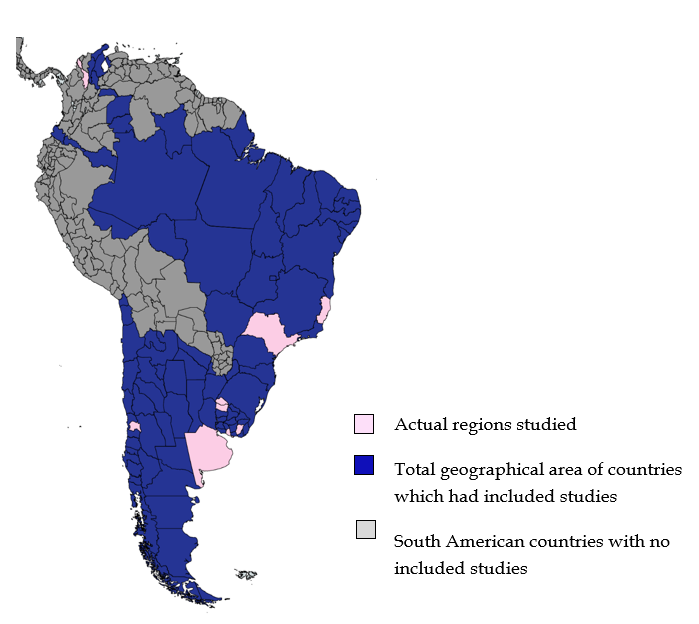 Actual regions studied
Total geographical area of countries
which had included studies
South American countries with no
included studies